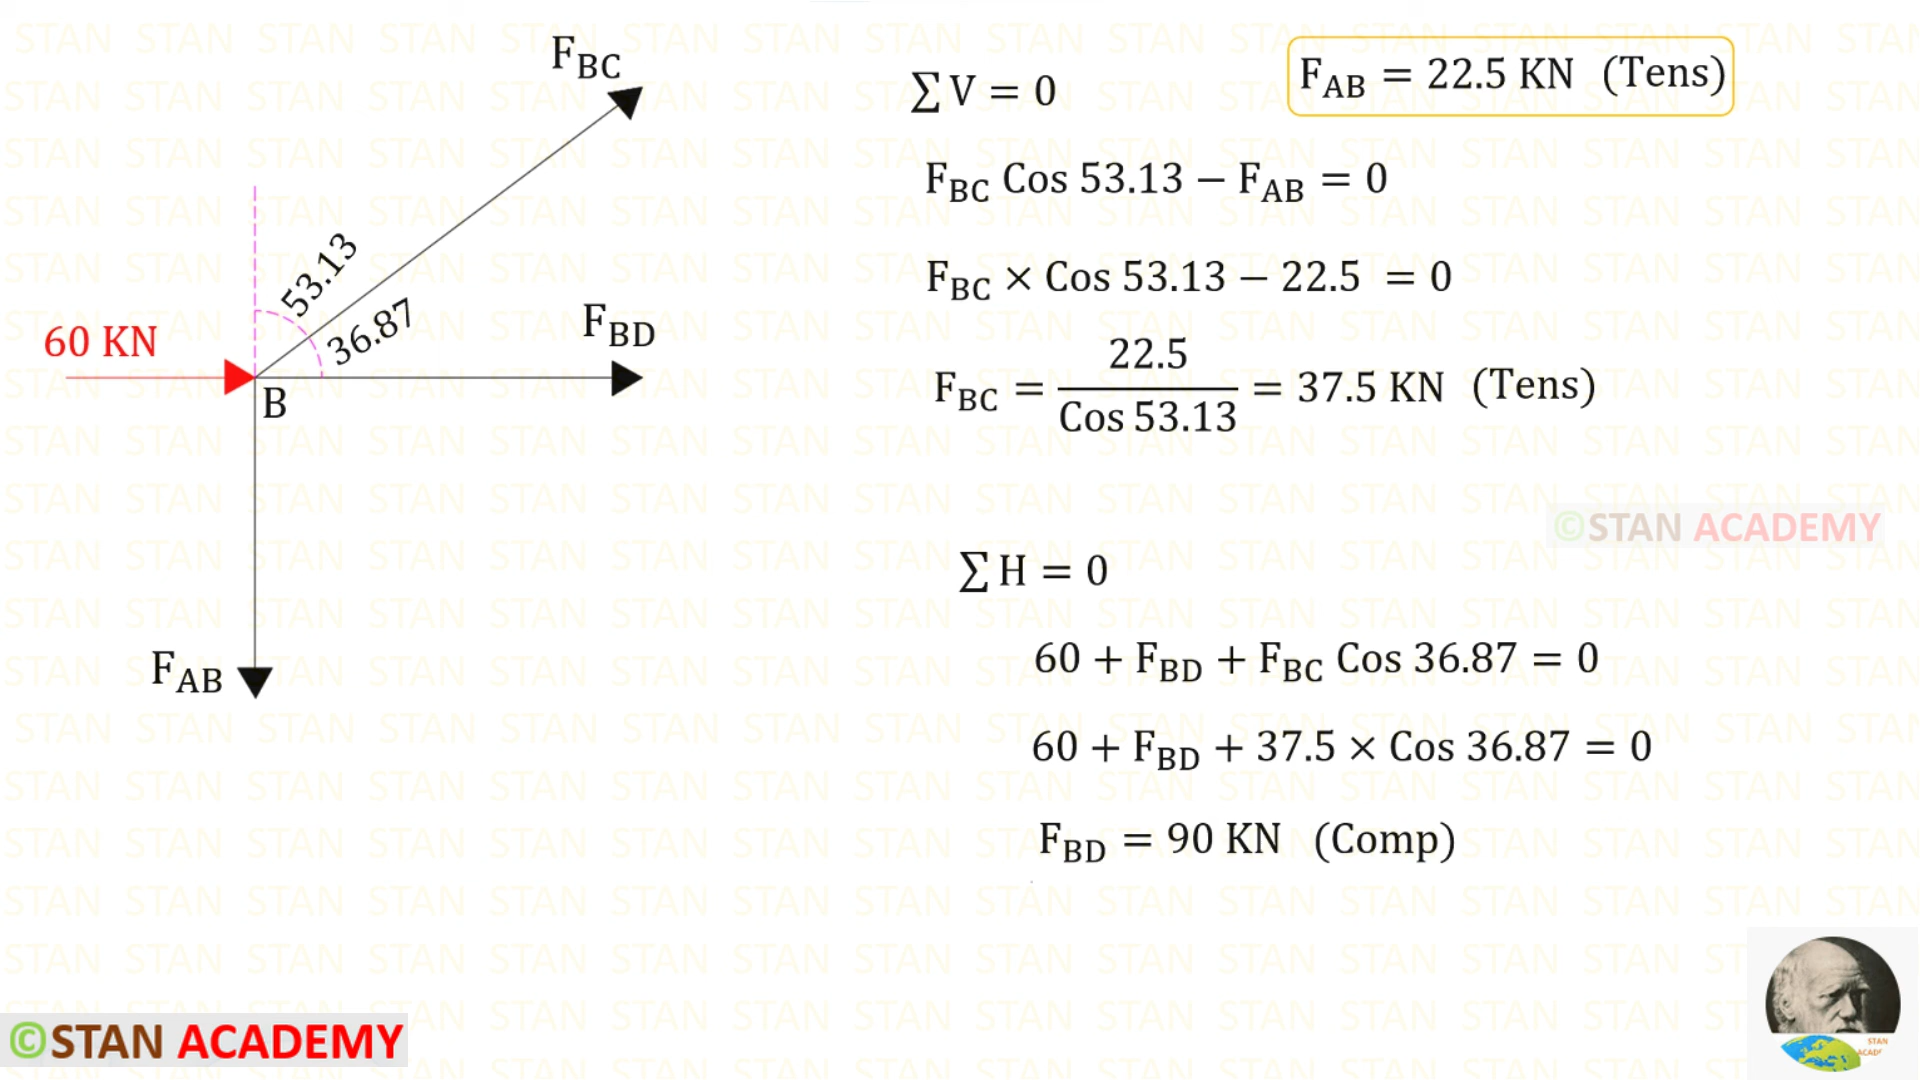 F_BC
53.13
36.87
60 KN
F_BD
B
F_AB
∑V = 0
F_AB = 22.5 KN (Tens)
F_BC Cos 53.13 − F_AB = 0
F_BC × Cos 53.13 − 22.5 = 0
F_BC = 22.5 / Cos 53.13 = 37.5 KN (Tens)
©STAN ACADEMY
∑H = 0
60 + F_BD + F_BC Cos 36.87 = 0
60 + F_BD + 37.5 × Cos 36.87 = 0
F_BD = 90 KN (Comp)
©STAN ACADEMY
STAN